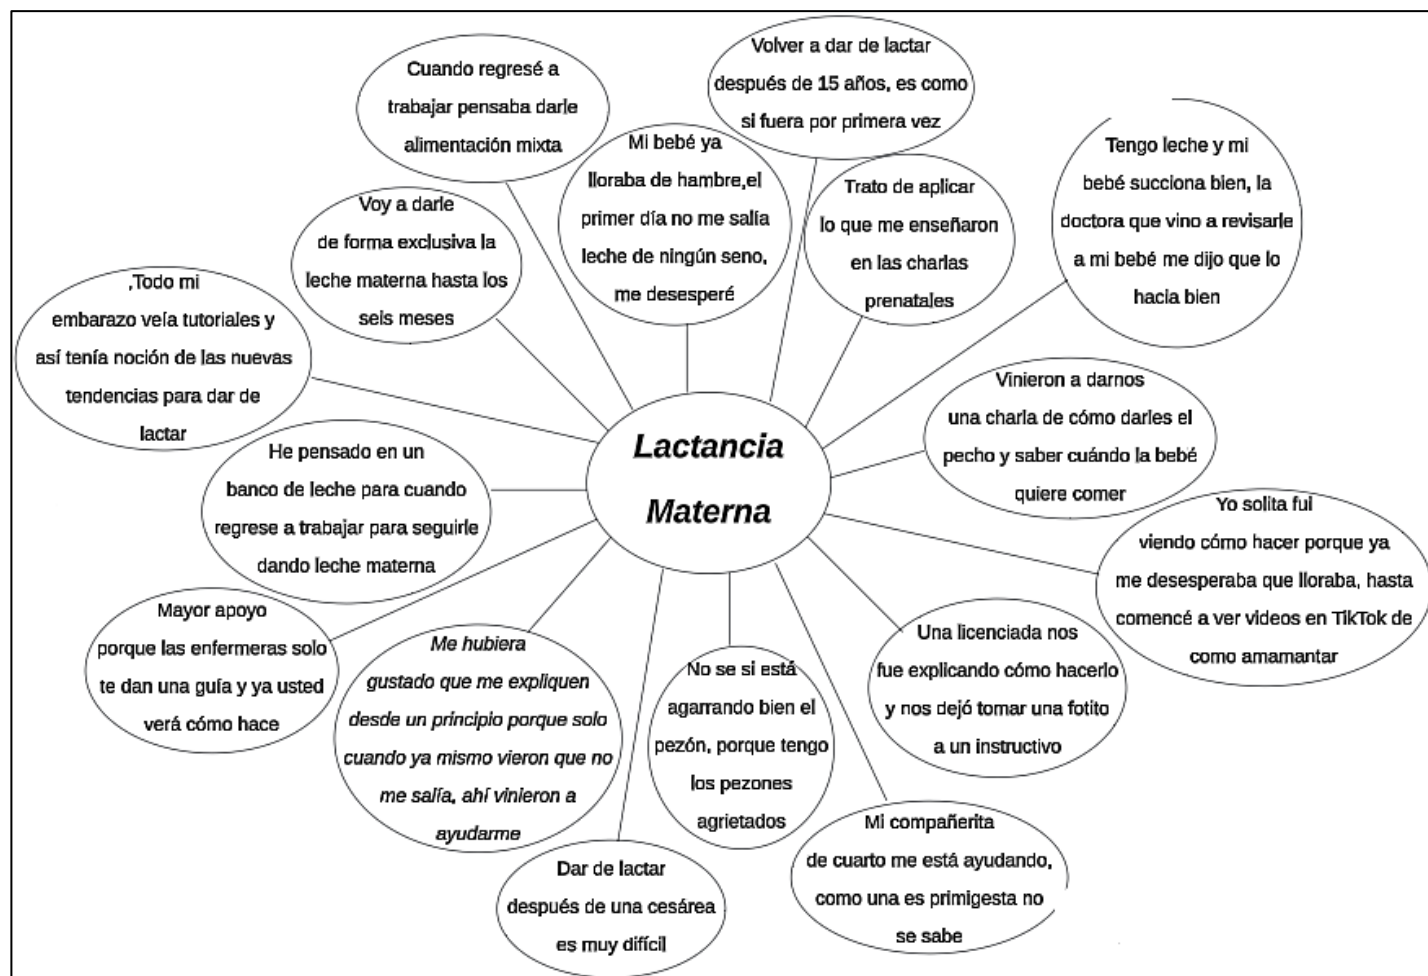 Cuando regresé a
trabajar pensaba darle
alimentación mixta
Volver a dar de lactar
después de 15 años, es como
si fuera por primera vez
Mi bebé ya
lloraba de hambre,el
primer día no me salía
leche de ningún seno,
me desesperé
Trato de aplicar
lo que me enseñaron
en las charlas
prenatales
Tengo leche y mi
bebé succiona bien, la
doctora que vino a revisarle
a mi bebé me dijo que lo
hacia bien
Voy a darle
de forma exclusiva la
leche materna hasta los
seis meses
,Todo mi
embarazo veía tutoriales y
así tenía noción de las nuevas
tendencias para dar de
lactar
Vinieron a darnos
una charla de cómo darles el
pecho y saber cuándo la bebé
quiere comer
Lactancia
Materna
He pensado en un
banco de leche para cuando
regrese a trabajar para seguirle
dando leche materna
Yo solita fui
viendo cómo hacer porque ya
me desesperaba que lloraba, hasta
comencé a ver videos en TikTok de
como amamantar
Mayor apoyo
porque las enfermeras solo
te dan una guía y ya usted
verá cómo hace
Me hubiera
gustado que me expliquen
desde un principio porque solo
cuando ya mismo vieron que no
me salía, ahí vinieron a
ayudarme
No se si está
agarrando bien el
pezón, porque tengo
los pezones
agrietados
Una licenciada nos
fue explicando cómo hacerlo
y nos dejó tomar una fotito
a un instructivo
Dar de lactar
después de una cesárea
es muy difícil
Mi compañerita
de cuarto me está ayudando,
como una es primigesta no
se sabe